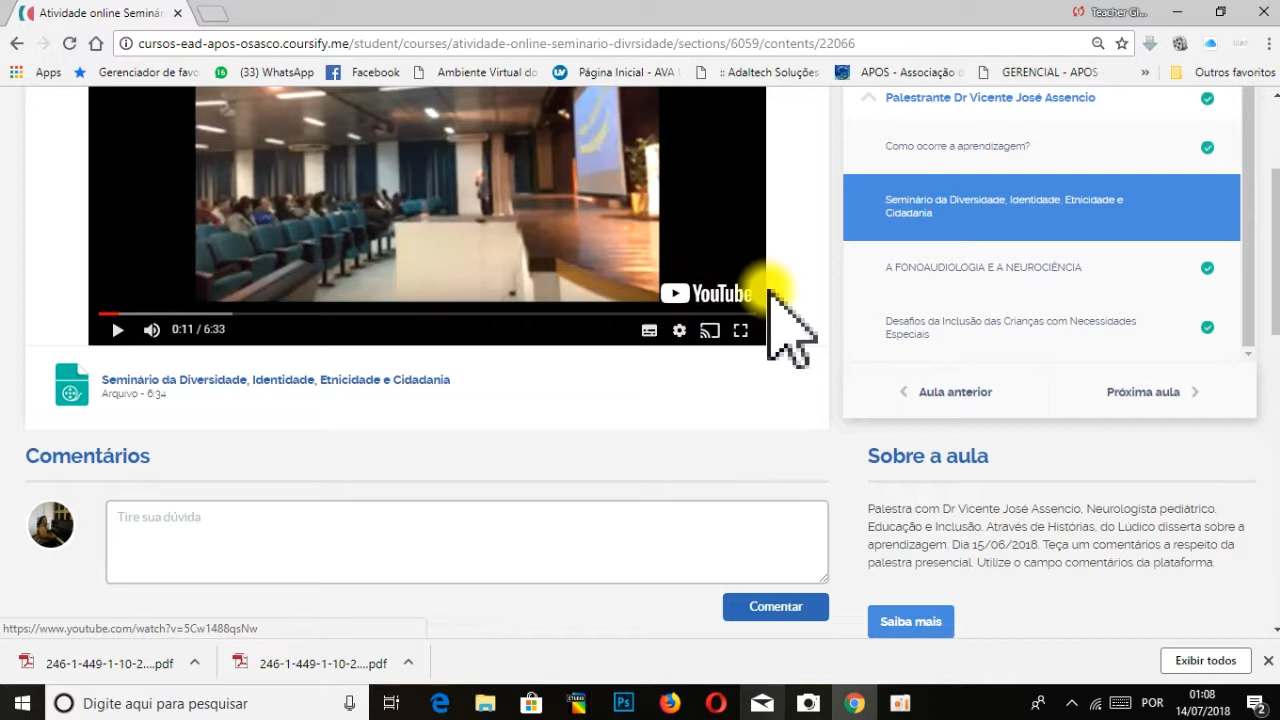 Atividade online Seminár
Teacher Gl...
cursos-ead-apos-osasco.coursify.me/student/courses/atividade-online-seminario-divrsidade/sections/6059/contents/22066
Apps
Gerenciador de favo
16 (33) WhatsApp
Facebook
Ambiente Virtual do
LV Página Inicial - AVA
:: Adaltech Soluções
APOS - Associação d
GERENCIAL - APOS
»
Outros favoritos
Palestrante Dr Vicente José Assencio
Como ocorre a aprendizagem?
Seminário da Diversidade, Identidade, Etnicidade e
Cidadania
A FONOAUDIOLOGIA E A NEUROCIÊNCIA
Desafios da Inclusão das Crianças com Necessidades
Especiais
Aula anterior
Próxima aula
YouTube
0:11 / 6:33
Seminário da Diversidade, Identidade, Etnicidade e Cidadania
Arquivo - 6:34
Comentários
Tire sua dúvida
Comentar
Sobre a aula
Palestra com Dr Vicente José Assencio, Neurologista pediátrico.
Educação e Inclusão. Através de Histórias, do Lúdico disserta sobre a
aprendizagem. Dia 15/06/2018. Teça um comentários a respeito da
palestra presencial. Utilize o campo comentários da plataforma.
Saiba mais
https://www.youtube.com/watch?v=5Cw1488qsNw
246-1-449-1-10-2....pdf
246-1-449-1-10-2....pdf
Exibir todos
Digite aqui para pesquisar
POR
01:08
14/07/2018
2